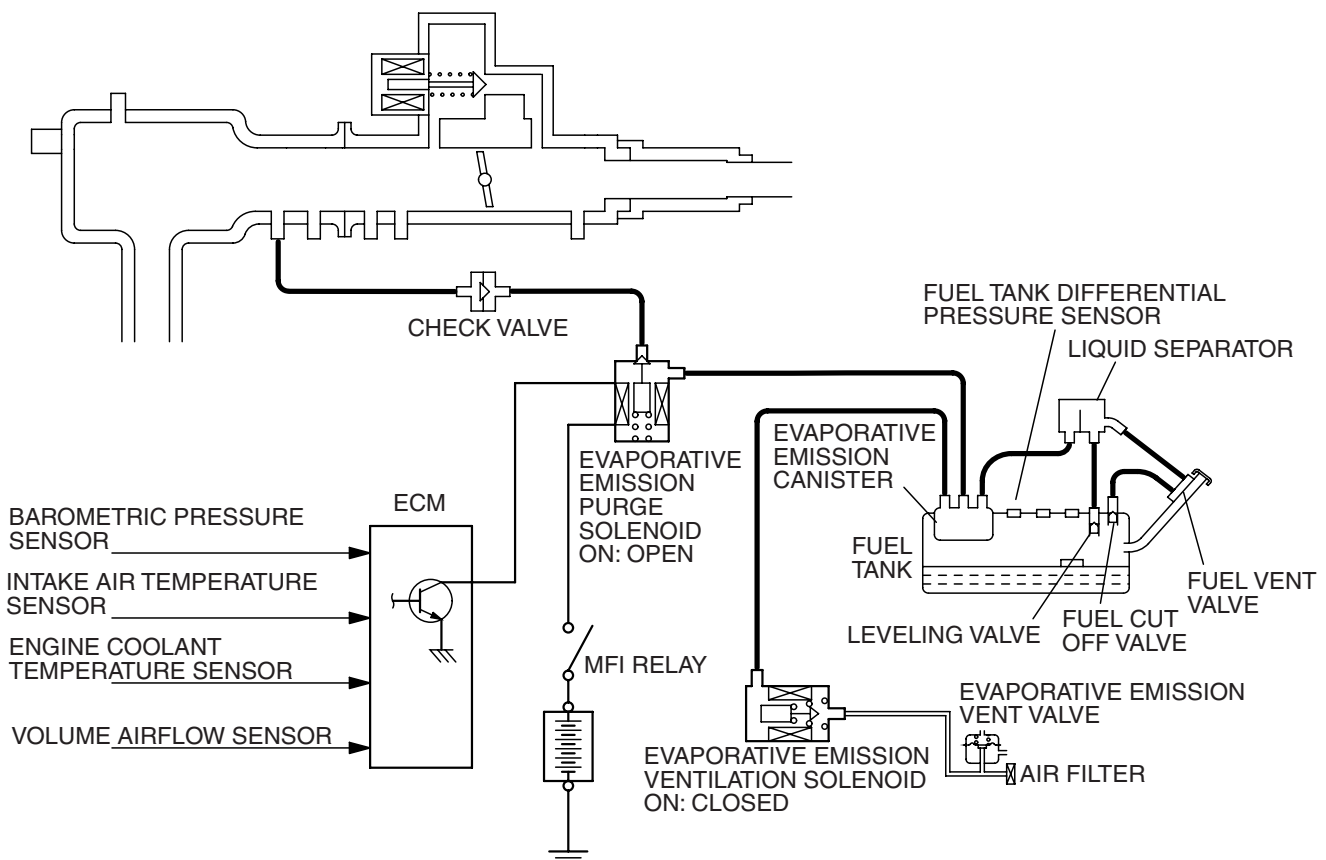 CHECK VALVE
FUEL TANK DIFFERENTIAL
PRESSURE SENSOR
LIQUID SEPARATOR
EVAPORATIVE
EMISSION
CANISTER
EVAPORATIVE
EMISSION
PURGE
SOLENOID
ON: OPEN
ECM
BAROMETRIC PRESSURE
SENSOR
INTAKE AIR TEMPERATURE
SENSOR
ENGINE COOLANT
TEMPERATURE SENSOR
VOLUME AIRFLOW SENSOR
FUEL
TANK
FUEL VENT
VALVE
LEVELING VALVE
FUEL CUT
OFF VALVE
MFI RELAY
EVAPORATIVE EMISSION
VENT VALVE
EVAPORATIVE EMISSION
VENTILATION SOLENOID
ON: CLOSED
AIR FILTER